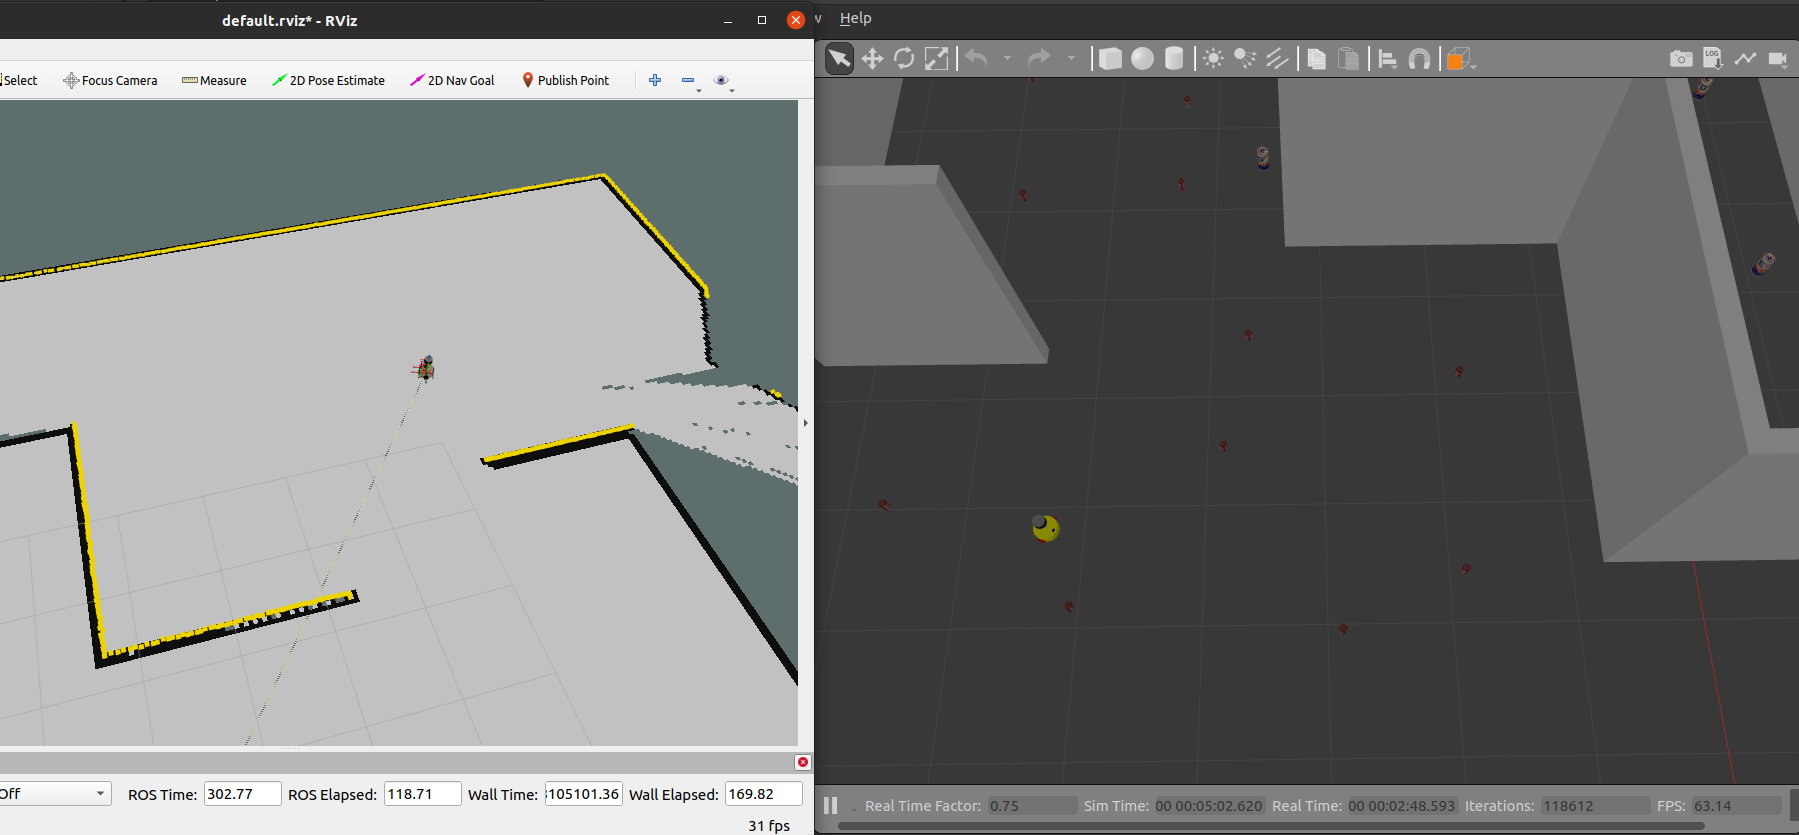 default.rviz* - RViz
Help
Select Focus Camera Measure 2D Pose Estimate 2D Nav Goal Publish Point
LOG
Off ROS Time: 302.77 ROS Elapsed: 118.71 Wall Time: 105101.36 Wall Elapsed: 169.82
31 fps
Real Time Factor: 0.75 Sim Time: 00 00:05:02.620 Real Time: 00 00:02:48.593 Iterations: 118612 FPS: 63.14